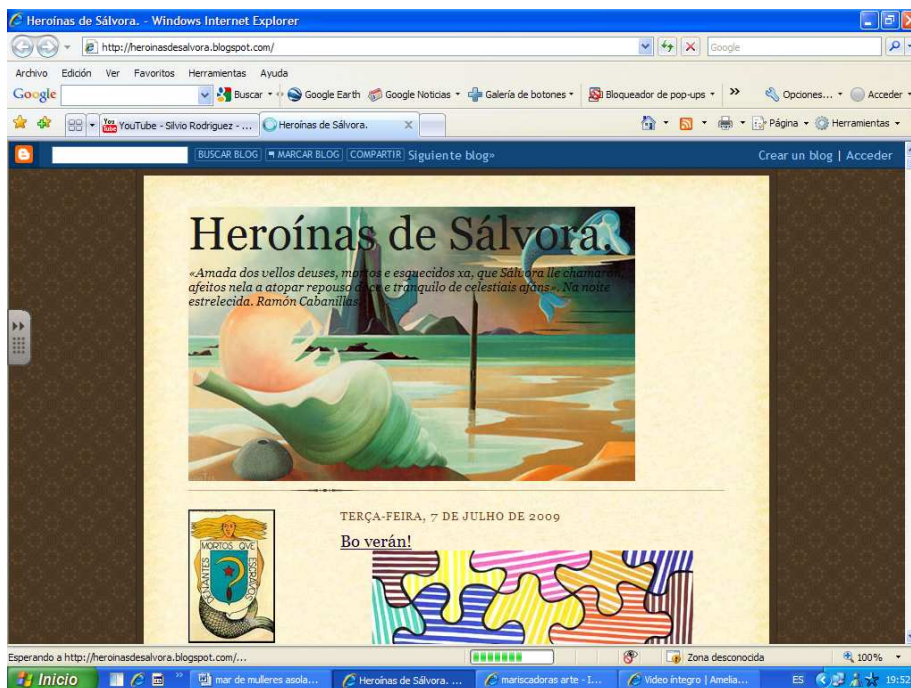 Heroínas de Sálvora. - Windows Internet Explorer
http://heroinasdesalvora.blogspot.com/
Google
Archivo Edición Ver Favoritos Herramientas Ayuda
Google Buscar Google Earth Google Noticias Galería de botones Bloqueador de pop-ups » Opciones... Acceder
YouTube - Silvio Rodriguez - ... Heroínas de Sálvora. X Página Herramientas
BUSCAR BLOG MARCAR BLOG COMPARTIR Siguiente blog» Crear un blog | Acceder
Heroínas de Sálvora.
«Amada dos vellos deuses, mortos e esquecidos xa, que Sálvora lle chamaron,
afeitos nela a atopar repouso doce e tranquilo de celestiais afáns». Na noite
estrelecida. Ramón Cabanillas.
TERÇA-FEIRA, 7 DE JULHO DE 2009
Bo verán!
MORTOS QUE
DENANTES
ESCRAVOS
Esperando a http://heroinasdesalvora.blogspot.com/...
Zona desconocida 100%
Inicio » mar de mulleres asola... Heroínas de Sálvora. ... mariscadoras arte - I... Video íntegro | Amelia... ES 19:52